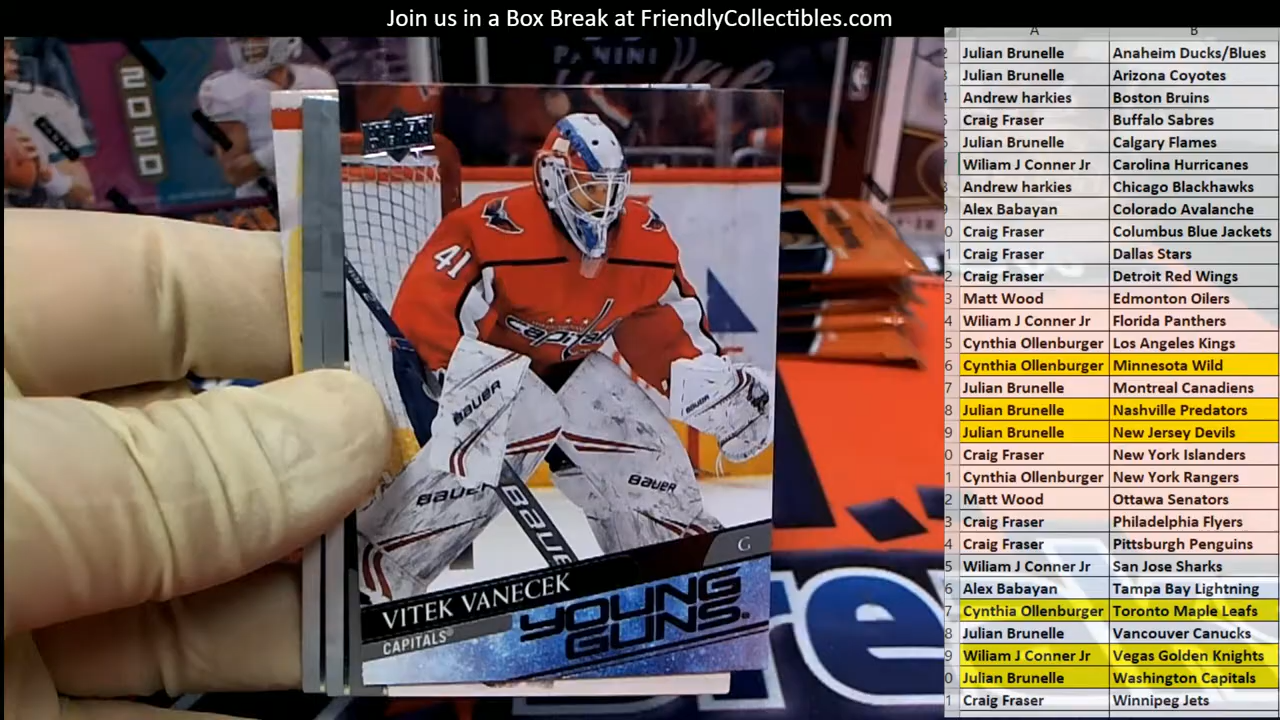 Join us in a Box Break at FriendlyCollectibles.com
PANINI
2020
41
capitals
BAUER
BAUER
BAUER
BAUER
BAUER
G
VITEK VANECEK
CAPITALS
YOUNG
GUNS.
A B
Julian Brunelle Anaheim Ducks/Blues
Julian Brunelle Arizona Coyotes
Andrew harkies Boston Bruins
Craig Fraser Buffalo Sabres
Julian Brunelle Calgary Flames
Wiliam J Conner Jr Carolina Hurricanes
Andrew harkies Chicago Blackhawks
Alex Babayan Colorado Avalanche
Craig Fraser Columbus Blue Jackets
Craig Fraser Dallas Stars
Craig Fraser Detroit Red Wings
Matt Wood Edmonton Oilers
Wiliam J Conner Jr Florida Panthers
Cynthia Ollenburger Los Angeles Kings
Cynthia Ollenburger Minnesota Wild
Julian Brunelle Montreal Canadiens
Julian Brunelle Nashville Predators
Julian Brunelle New Jersey Devils
Craig Fraser New York Islanders
Cynthia Ollenburger New York Rangers
Matt Wood Ottawa Senators
Craig Fraser Philadelphia Flyers
Craig Fraser Pittsburgh Penguins
Wiliam J Conner Jr San Jose Sharks
Alex Babayan Tampa Bay Lightning
Cynthia Ollenburger Toronto Maple Leafs
Julian Brunelle Vancouver Canucks
Wiliam J Conner Jr Vegas Golden Knights
Julian Brunelle Washington Capitals
Craig Fraser Winnipeg Jets